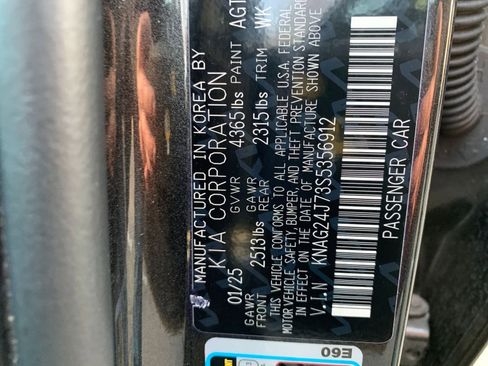 MANUFACTURED IN KOREA BY
KIA CORPORATION
01/25 GVWR 4365lbs PAINT AGT
GAWR FRONT 2513lbs GAWR REAR 2315lbs TRIM WK
THIS VEHICLE CONFORMS TO ALL APPLICABLE U.S.A. FEDERAL
MOTOR VEHICLE SAFETY, BUMPER, AND THEFT PREVENTION STANDARD
IN EFFECT ON THE DATE OF MANUFACTURE SHOWN ABOVE
V.I.N KNAG24J73S5356912
PASSENGER CAR
E60